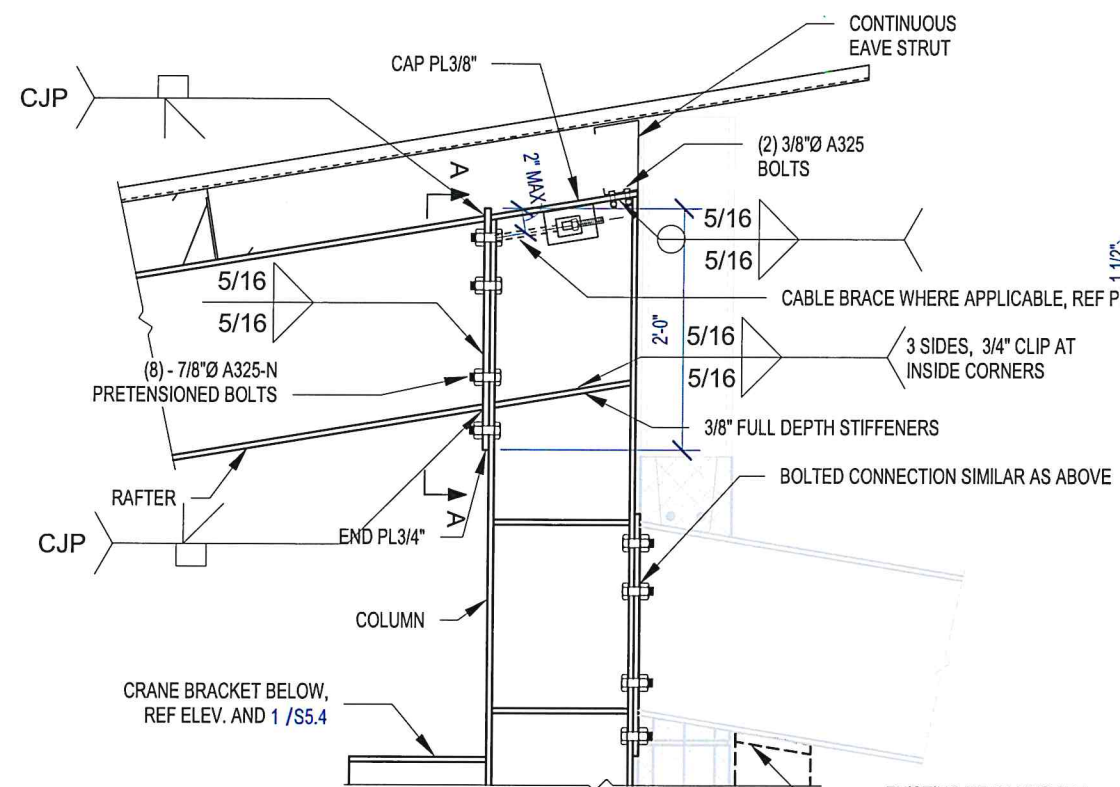 CONTINUOUS
EAVE STRUT
CAP PL3/8"
CJP
(2) 3/8"Ø A325
BOLTS
A
2" MAX.
5/16
5/16
1 1/2"
CABLE BRACE WHERE APPLICABLE, REF P
5/16
5/16
2'-0"
5/16
5/16
3 SIDES, 3/4" CLIP AT
INSIDE CORNERS
(8) - 7/8"Ø A325-N
PRETENSIONED BOLTS
3/8" FULL DEPTH STIFFENERS
BOLTED CONNECTION SIMILAR AS ABOVE
RAFTER
A
CJP
END PL3/4"
COLUMN
CRANE BRACKET BELOW,
REF ELEV. AND 1 /S5.4